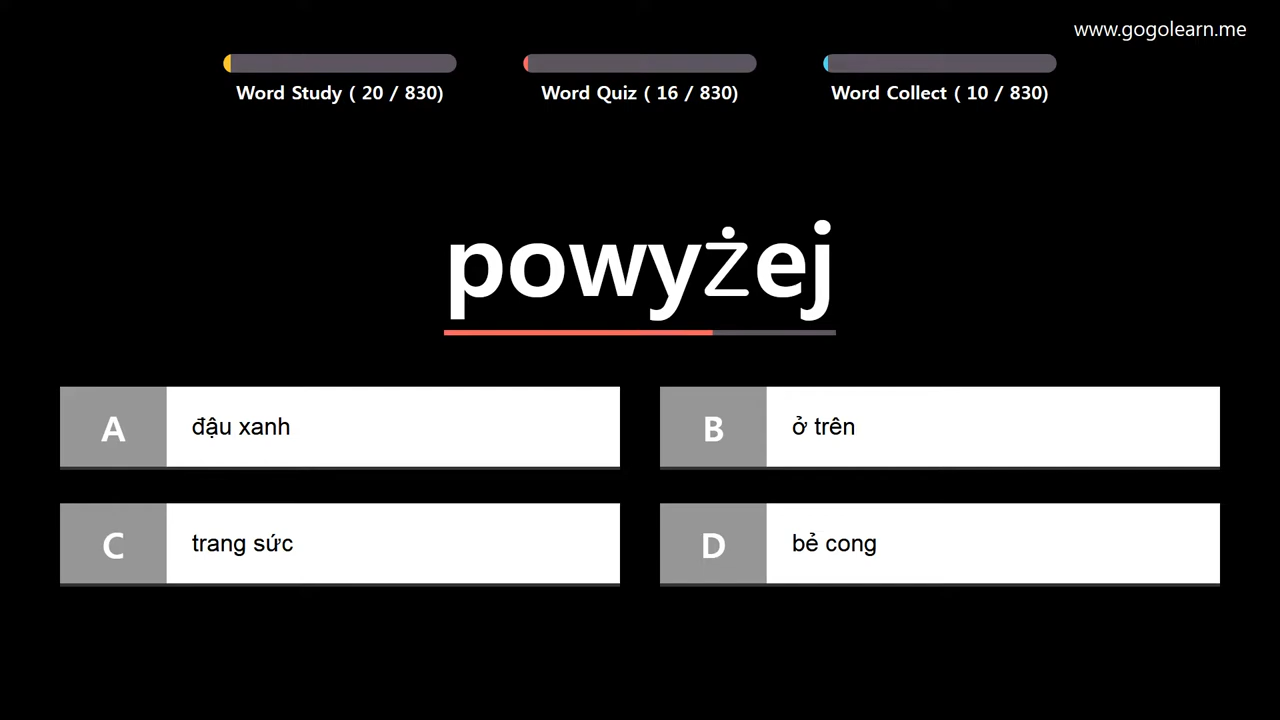 www.gogolearn.me
Word Study ( 20 / 830)
Word Quiz ( 16 / 830)
Word Collect ( 10 / 830)
powyżej
A
đậu xanh
B
ở trên
C
trang sức
D
bẻ cong